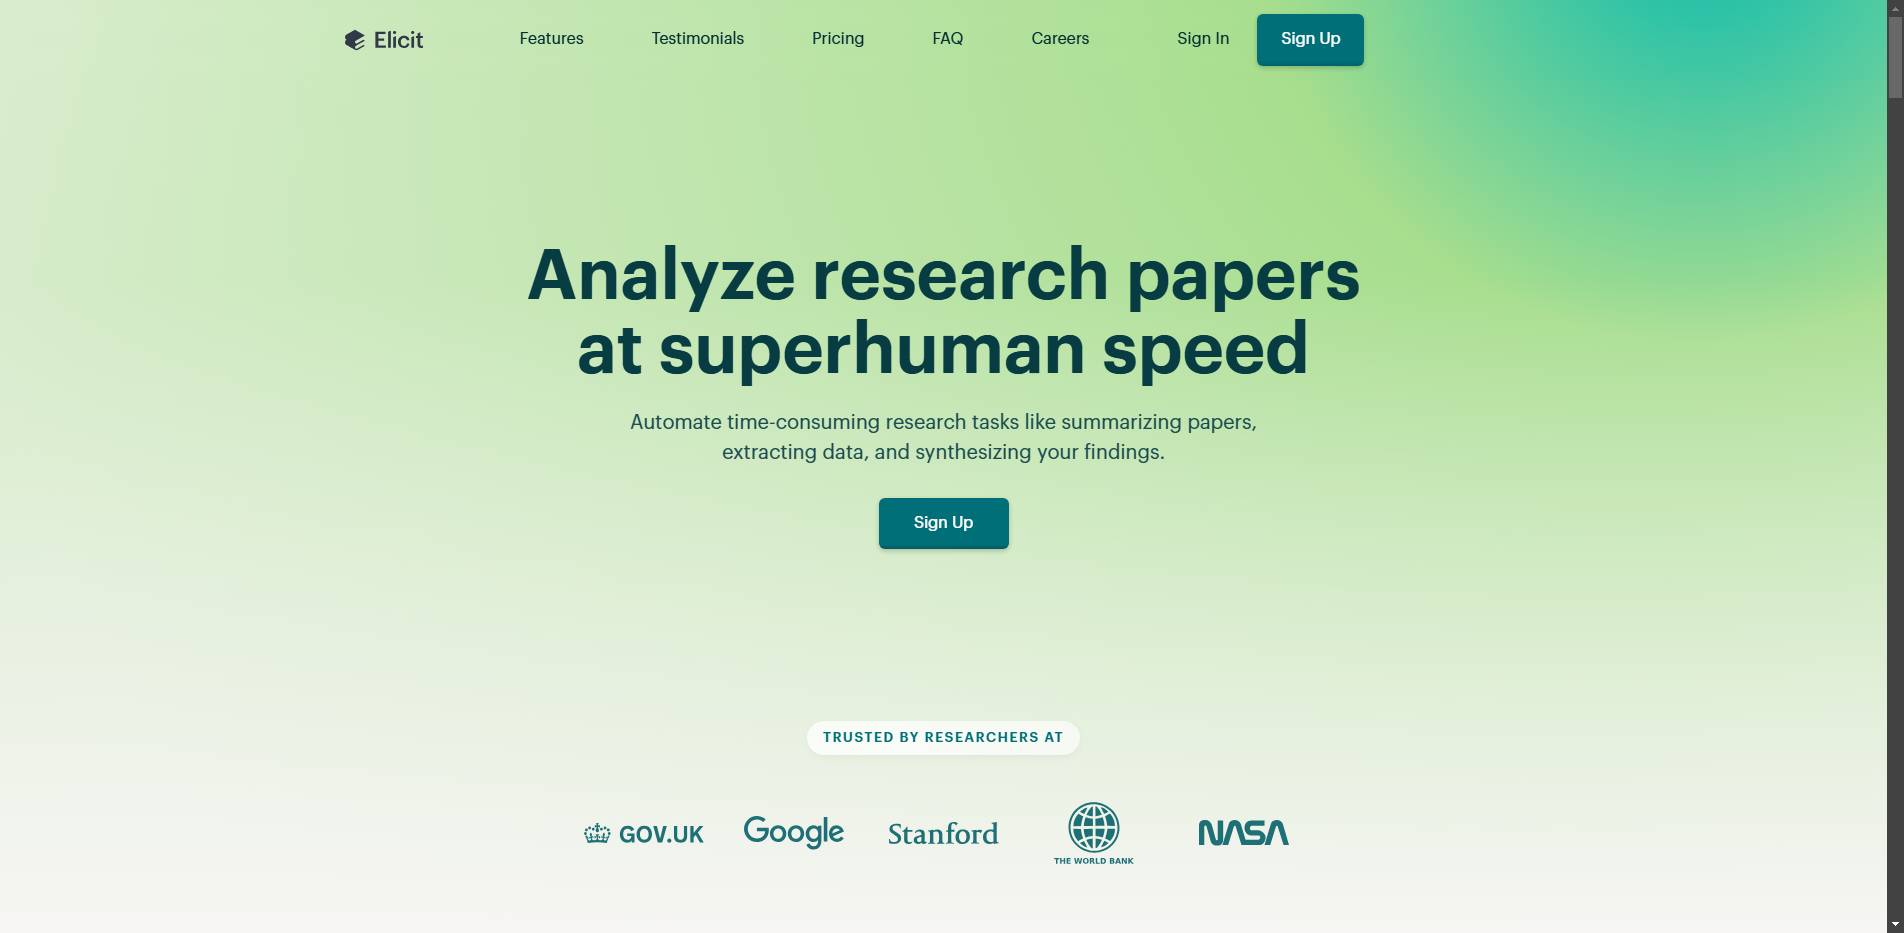 Elicit
Features
Testimonials
Pricing
FAQ
Careers
Sign In
Sign Up
Analyze research papers
at superhuman speed
Automate time-consuming research tasks like summarizing papers,
extracting data, and synthesizing your findings.
Sign Up
TRUSTED BY RESEARCHERS AT
GOV.UK
Google
Stanford
THE WORLD BANK
NASA